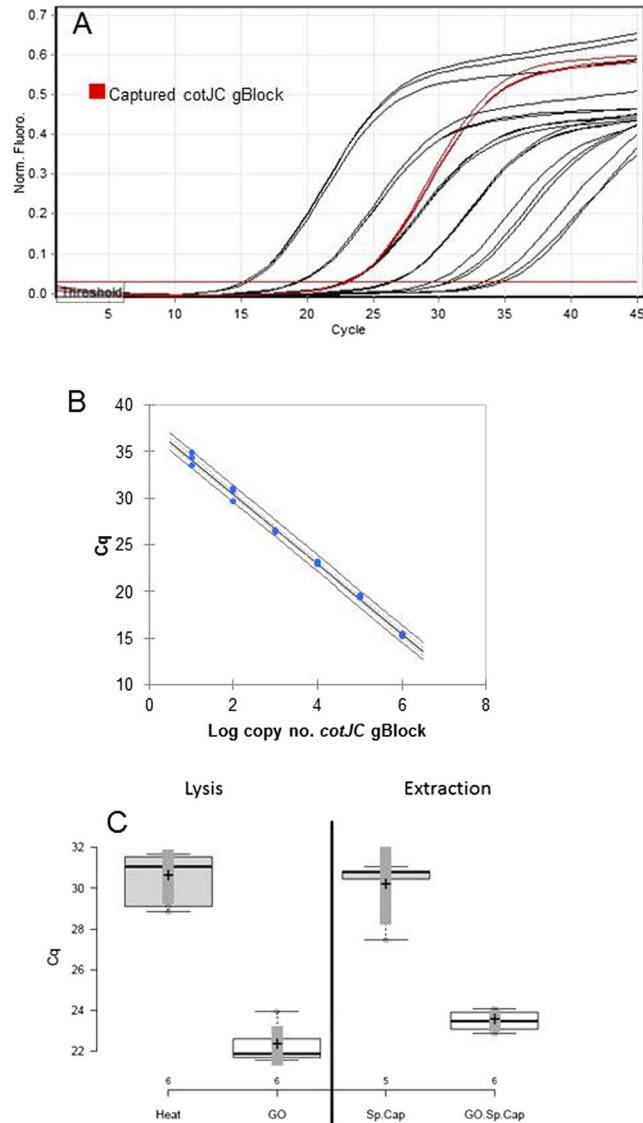 A
0.7
0.6
0.5
0.4
0.3
0.2
0.1
0.0
Norm. Fluoro.
Captured cotJC gBlock
Threshold
5 10 15 20 25 30 35 40 45
Cycle
B
40
35
30
25
20
15
10
Cq
0 2 4 6 8
Log copy no. cotJC gBlock
Lysis Extraction
C
32
30
28
26
24
22
Cq
6 6 5 6
Heat GO Sp.Cap GO.Sp.Cap